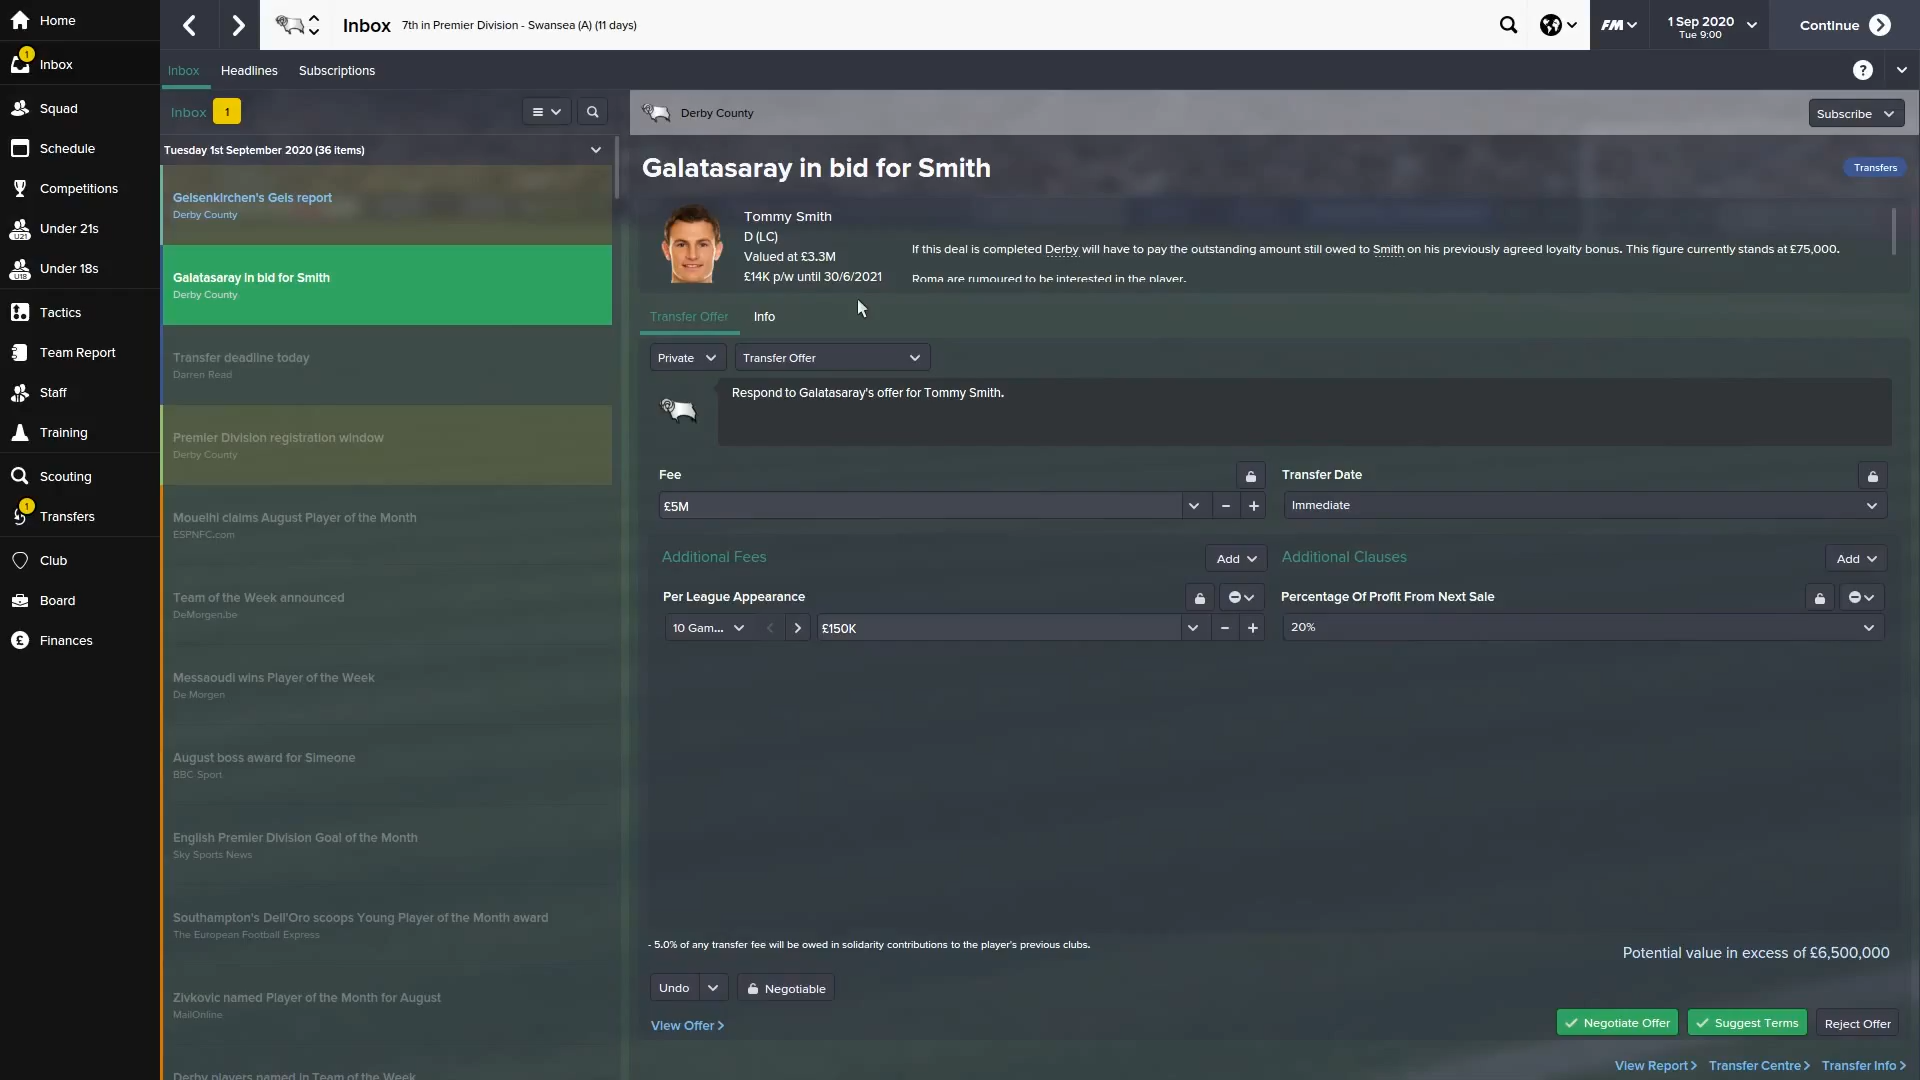 Home
Inbox
7th in Premier Division - Swansea (A) (11 days)
FM
1 Sep 2020
Tue 9:00
Continue
1
Inbox
Squad
Schedule
Competitions
U21
Under 21s
U18
Under 18s
Tactics
Team Report
Staff
Training
Scouting
1
Transfers
Club
Board
Finances
Inbox
Headlines
Subscriptions
?
Inbox
1
Tuesday 1st September 2020 (36 items)
Gelsenkirchen's Gels report
Derby County
Galatasaray in bid for Smith
Derby County
Transfer deadline today
Darren Read
Premier Division registration window
Derby County
Mouelhi claims August Player of the Month
ESPNFC.com
Team of the Week announced
DeMorgen.be
Messaoudi wins Player of the Week
De Morgen
August boss award for Simeone
BBC Sport
English Premier Division Goal of the Month
Sky Sports News
Southampton's Dell'Oro scoops Young Player of the Month award
The European Football Express
Zivkovic named Player of the Month for August
MailOnline
Derby players named in Team of the Week
Derby County
Subscribe
Galatasaray in bid for Smith
Transfers
Tommy Smith
D (LC)
Valued at £3.3M
£14K p/w until 30/6/2021
If this deal is completed Derby will have to pay the outstanding amount still owed to Smith on his previously agreed loyalty bonus. This figure currently stands at £75,000.
Roma are rumoured to be interested in the player.
Transfer Offer
Info
Private
Transfer Offer
Respond to Galatasaray's offer for Tommy Smith.
Fee
Transfer Date
£5M
Immediate
Additional Fees
Add
Additional Clauses
Add
Per League Appearance
Percentage Of Profit From Next Sale
10 Gam...
£150K
20%
- 5.0% of any transfer fee will be owed in solidarity contributions to the player's previous clubs.
Potential value in excess of £6,500,000
Undo
Negotiable
View Offer >
Negotiate Offer
Suggest Terms
Reject Offer
View Report >
Transfer Centre >
Transfer Info >